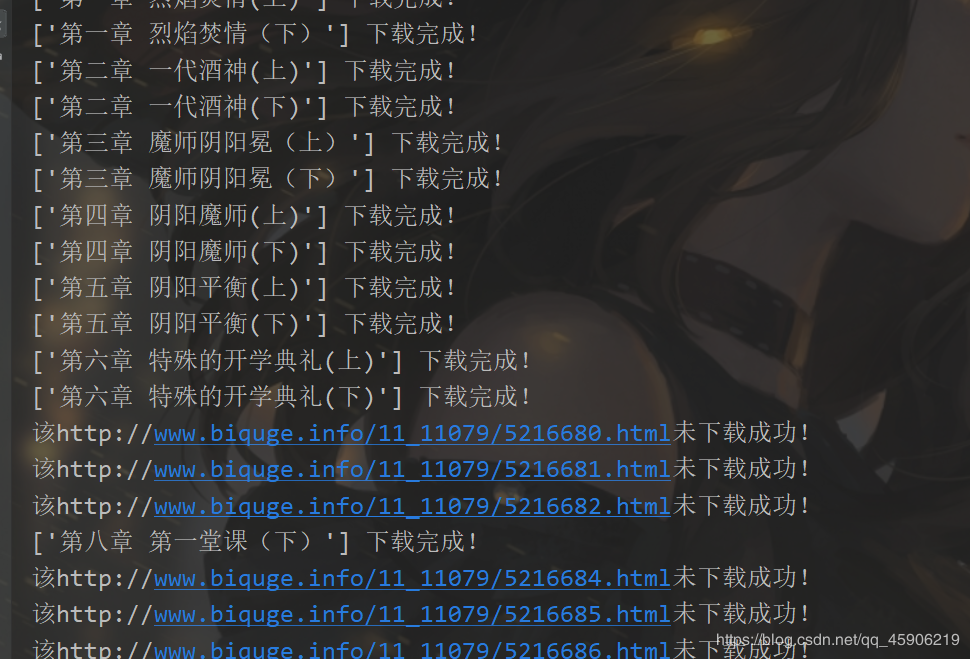 ['第一章 烈焰焚情(上)'] 下载完成!
['第一章 烈焰焚情（下）'] 下载完成!
['第二章 一代酒神(上)'] 下载完成!
['第二章 一代酒神(下)'] 下载完成!
['第三章 魔师阴阳冕（上）'] 下载完成!
['第三章 魔师阴阳冕（下）'] 下载完成!
['第四章 阴阳魔师(上)'] 下载完成!
['第四章 阴阳魔师(下)'] 下载完成!
['第五章 阴阳平衡(上)'] 下载完成!
['第五章 阴阳平衡(下)'] 下载完成!
['第六章 特殊的开学典礼(上)'] 下载完成!
['第六章 特殊的开学典礼(下)'] 下载完成!
该http://www.biquge.info/11_11079/5216680.html未下载成功!
该http://www.biquge.info/11_11079/5216681.html未下载成功!
该http://www.biquge.info/11_11079/5216682.html未下载成功!
['第八章 第一堂课（下）'] 下载完成!
该http://www.biquge.info/11_11079/5216684.html未下载成功!
该http://www.biquge.info/11_11079/5216685.html未下载成功!
该http://www.biquge.info/11_11079/5216686.html未下载成功!
https://blog.csdn.net/qq_45906219